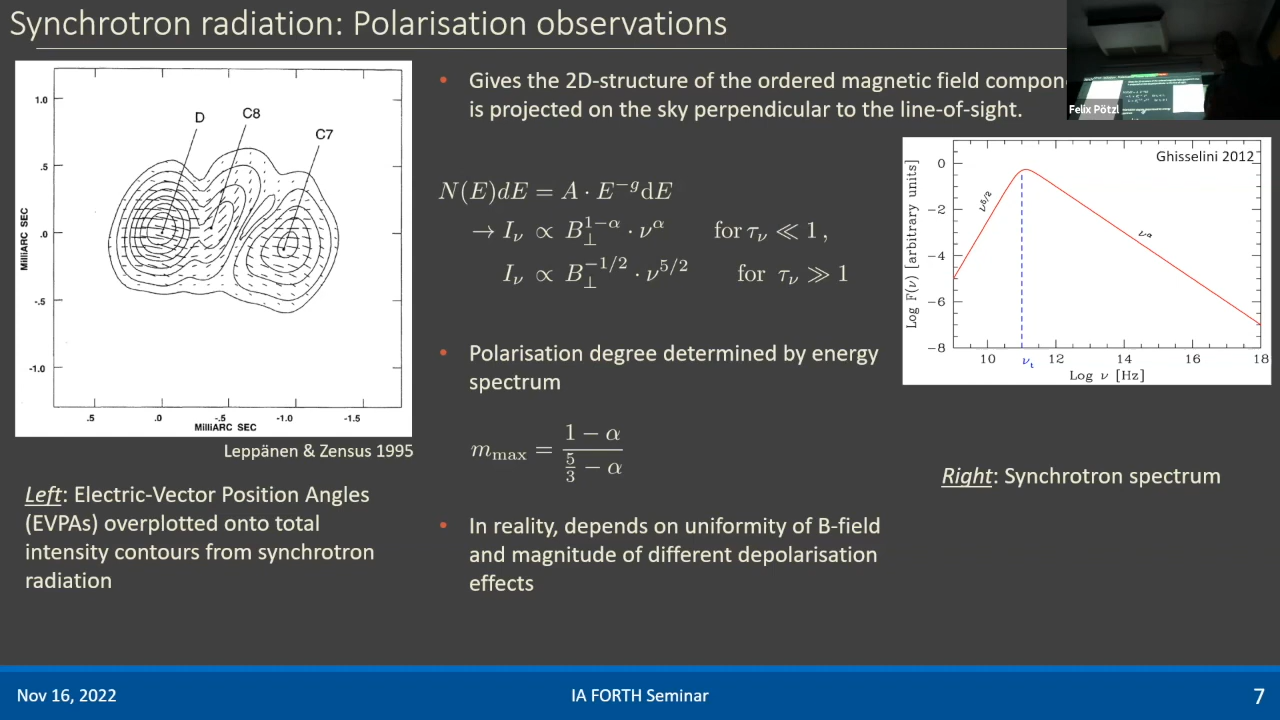 Synchrotron radiation: Polarisation observations
1.0
.5
.0
-.5
-1.0
MilliARC SEC
D
C8
C7
.5
.0
-.5
-1.0
-1.5
MilliARC SEC
Leppänen & Zensus 1995
Left: Electric-Vector Position Angles
(EVPAs) overplotted onto total
intensity contours from synchrotron
radiation
• Gives the 2D-structure of the ordered magnetic field
is projected on the sky perpendicular to the line-of-sight.
N(E)dE = A · E^{-g}dE
→ I_ν ∝ B_⊥^{1-α} · ν^α for τ_ν ≪ 1 ,
I_ν ∝ B_⊥^{-1/2} · ν^{5/2} for τ_ν ≫ 1
• Polarisation degree determined by energy
spectrum
m_max = (1 − α) / (5/3 − α)
• In reality, depends on uniformity of B-field
and magnitude of different depolarisation
effects
Felix Pötzl
Ghisselini 2012
Log F(ν) [arbitrary units]
0
−2
−4
−6
−8
ν^{5/2}
ν^α
10
ν_t
12
14
16
18
Log ν [Hz]
Right: Synchrotron spectrum
Nov 16, 2022
IA FORTH Seminar
7